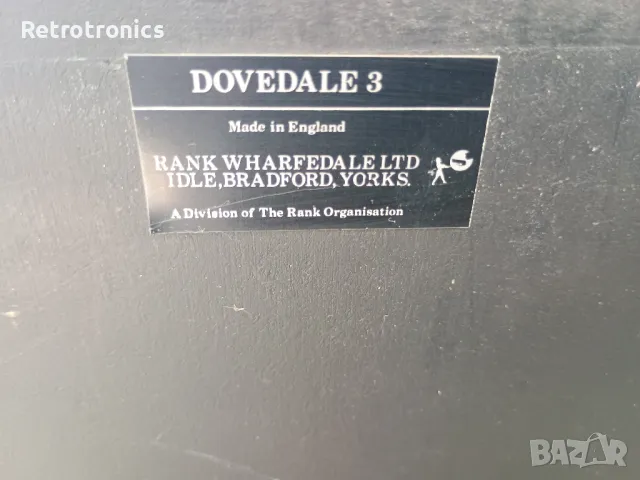 Retrotronics
DOVEDALE 3
Made in England
RANK WHARFEDALE LTD
IDLE, BRADFORD, YORKS.
A Division of The Rank Organisation
BAZAR